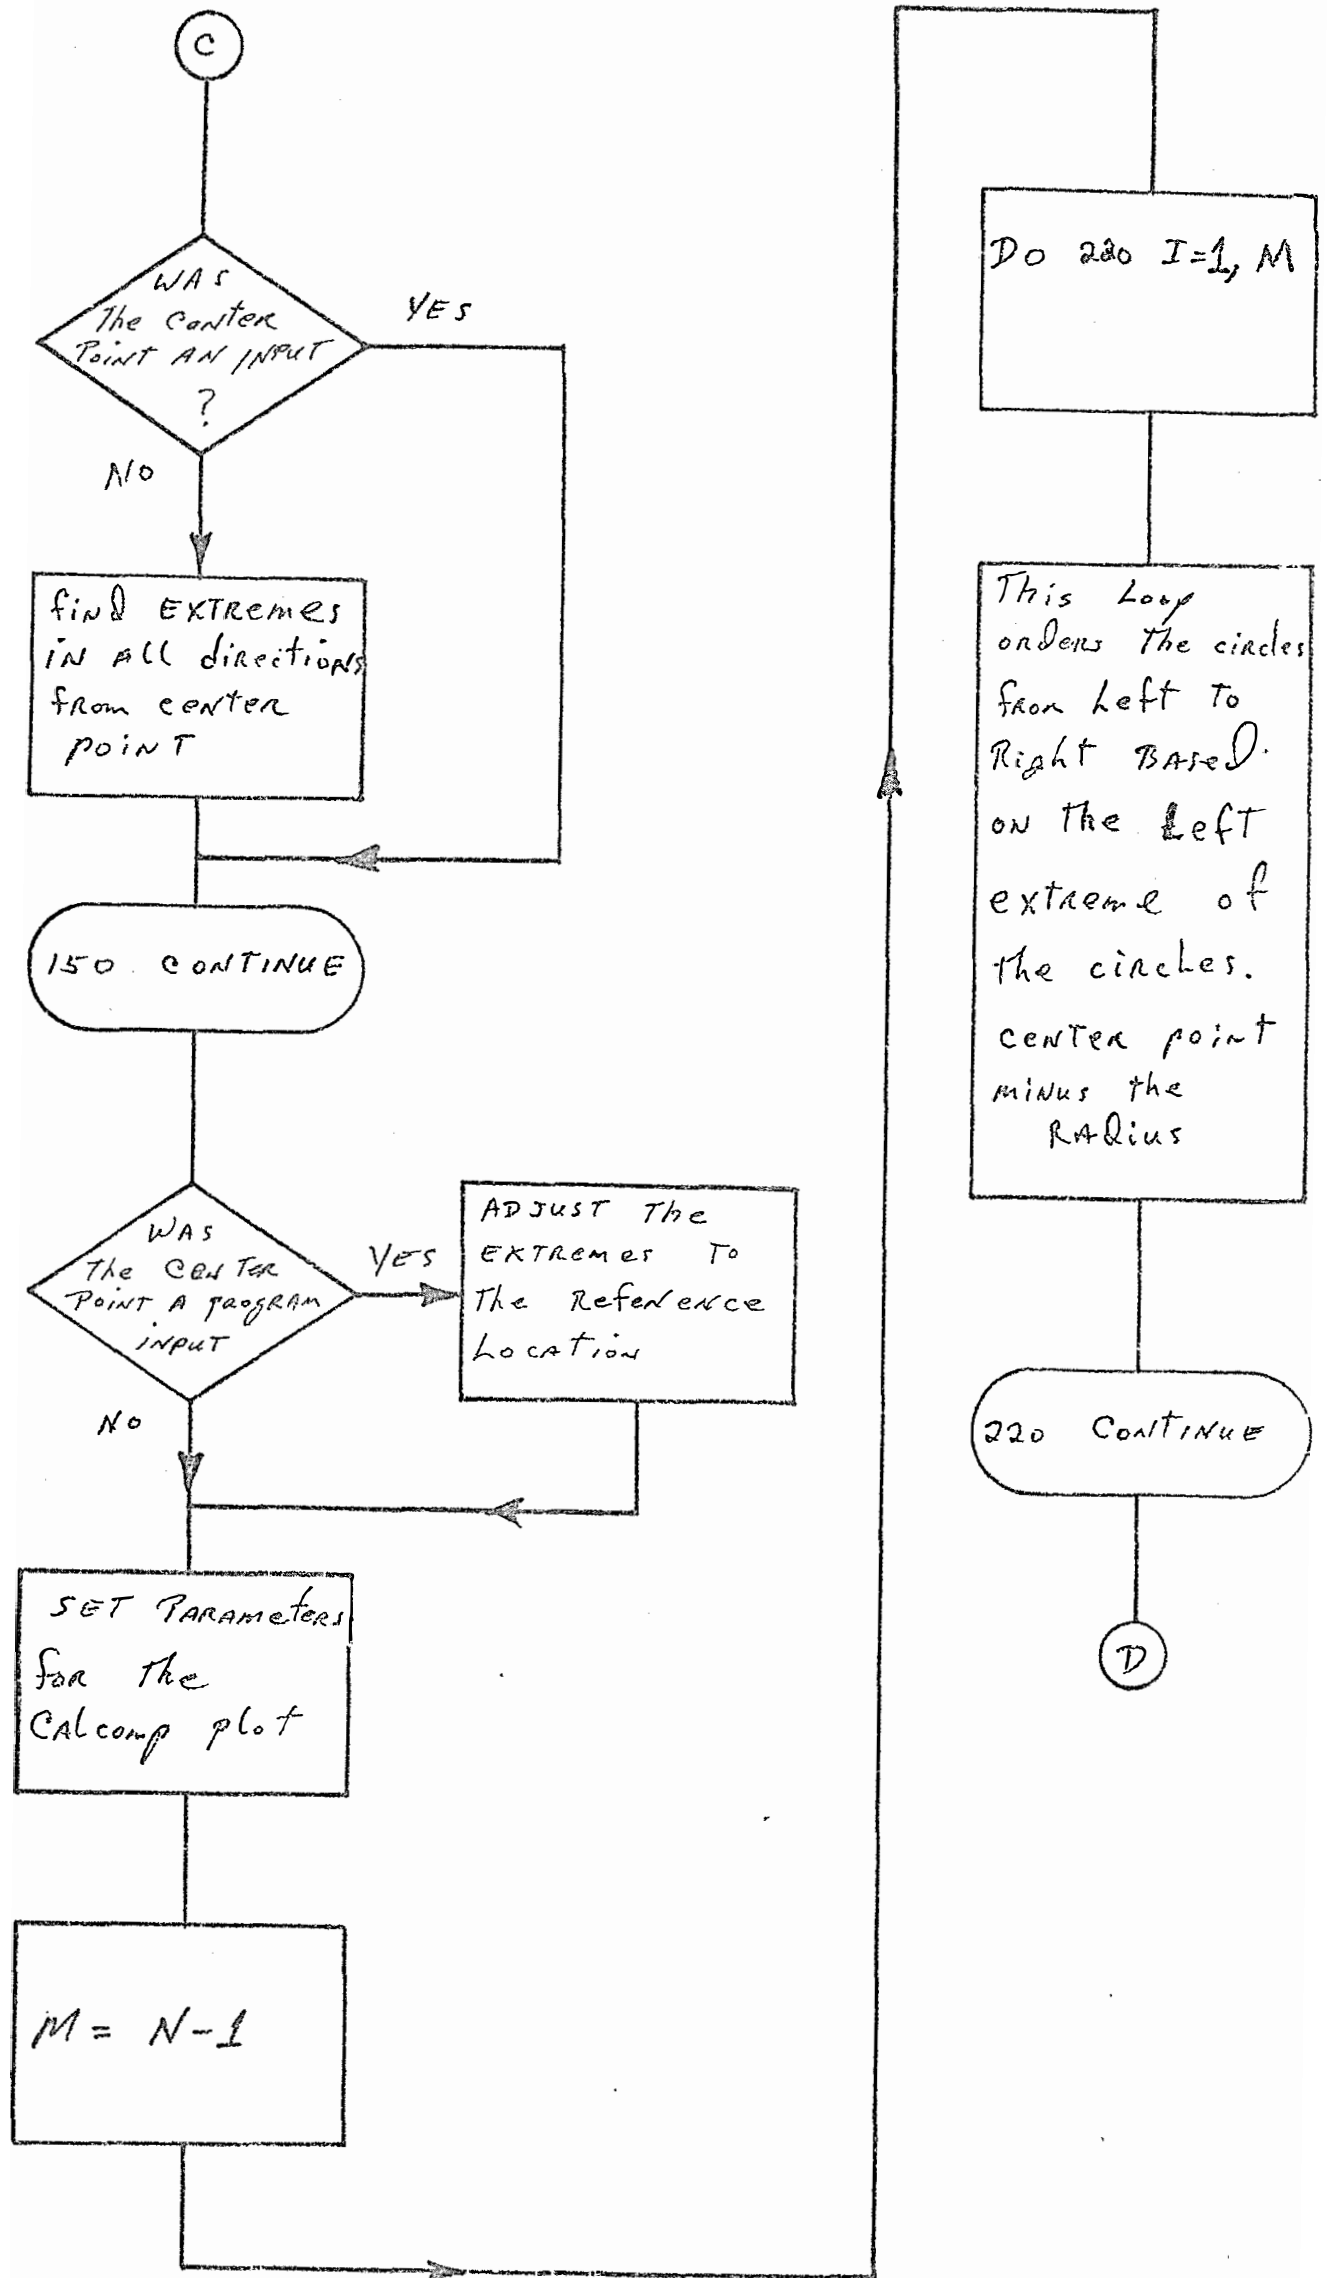 C
WAS
The Center
Point AN INPUT
?
YES
NO
find EXTRemes
IN All directions
from center
point
150 CONTINUE
WAS
The CENTER
POINT A program
INPUT
YES
ADJUST The
EXTRemes To
The Reference
Location
NO
SET PARAMeters
for the
CALcomp plot
M = N-1
Do 220 I=1, M
This Loop
orders The circles
from Left To
Right BAsed
ON The Left
extreme of
the circles.
CENTER point
MINUS the
RADius
220 CONTINUE
D